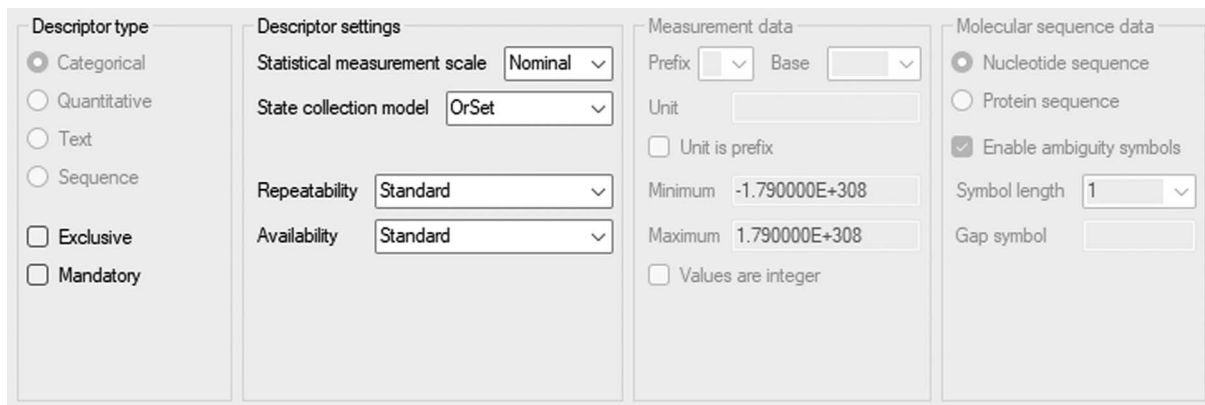 Descriptor type
Categorical
Quantitative
Text
Sequence
Exclusive
Mandatory
Descriptor settings
Statistical measurement scale Nominal
State collection model OrSet
Repeatability Standard
Availability Standard
Measurement data
Prefix Base
Unit
Unit is prefix
Minimum -1.790000E+308
Maximum 1.790000E+308
Values are integer
Molecular sequence data
Nucleotide sequence
Protein sequence
Enable ambiguity symbols
Symbol length 1
Gap symbol